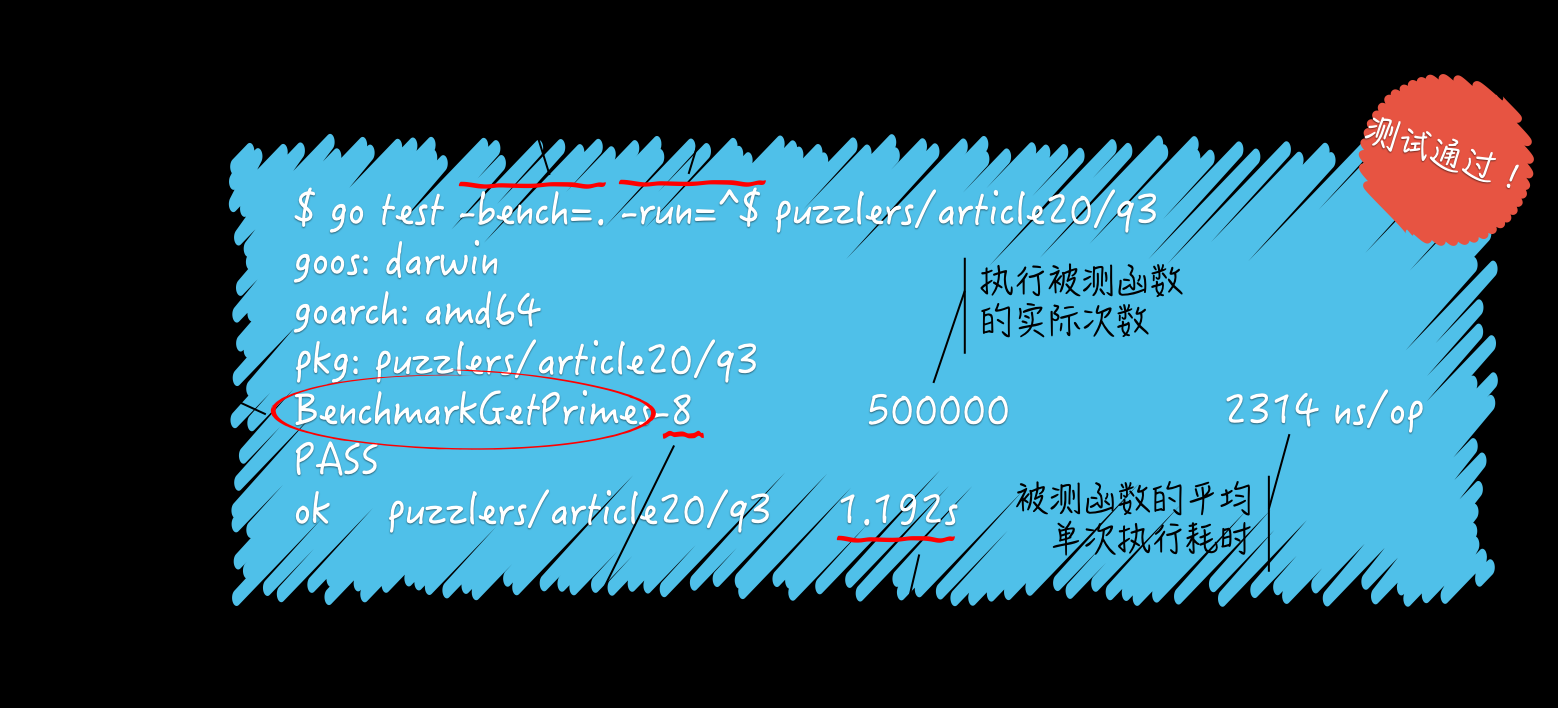 测试通过！
$ go test -bench=. -run=^$ puzzlers/article20/q3
goos: darwin
goarch: amd64
pkg: puzzlers/article20/q3
执行被测函数
的实际次数
BenchmarkGetPrimes-8 500000 2314 ns/op
PASS
ok puzzlers/article20/q3 1.192s
被测函数的平均
单次执行耗时